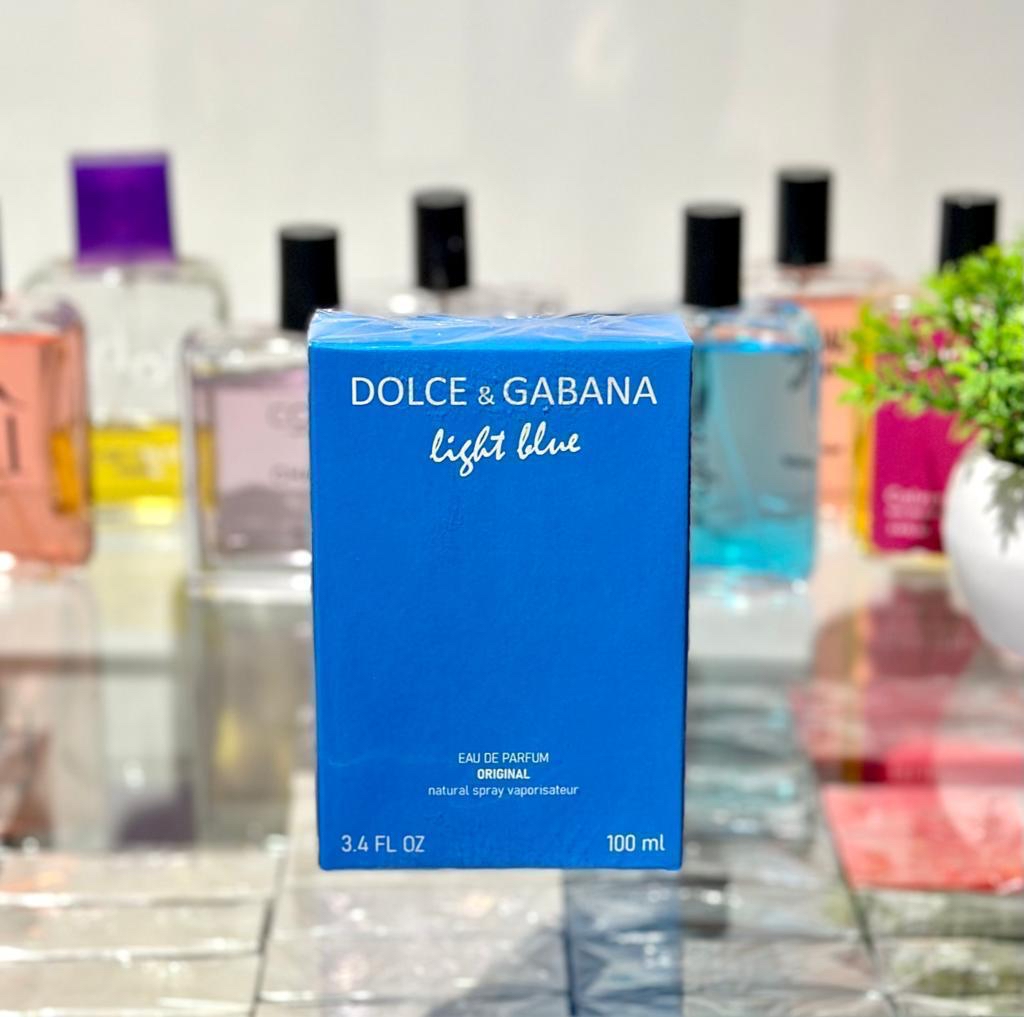 DOLCE & GABANA
light blue
EAU DE PARFUM
ORIGINAL
natural spray vaporisateur
3.4 FL OZ 100 ml